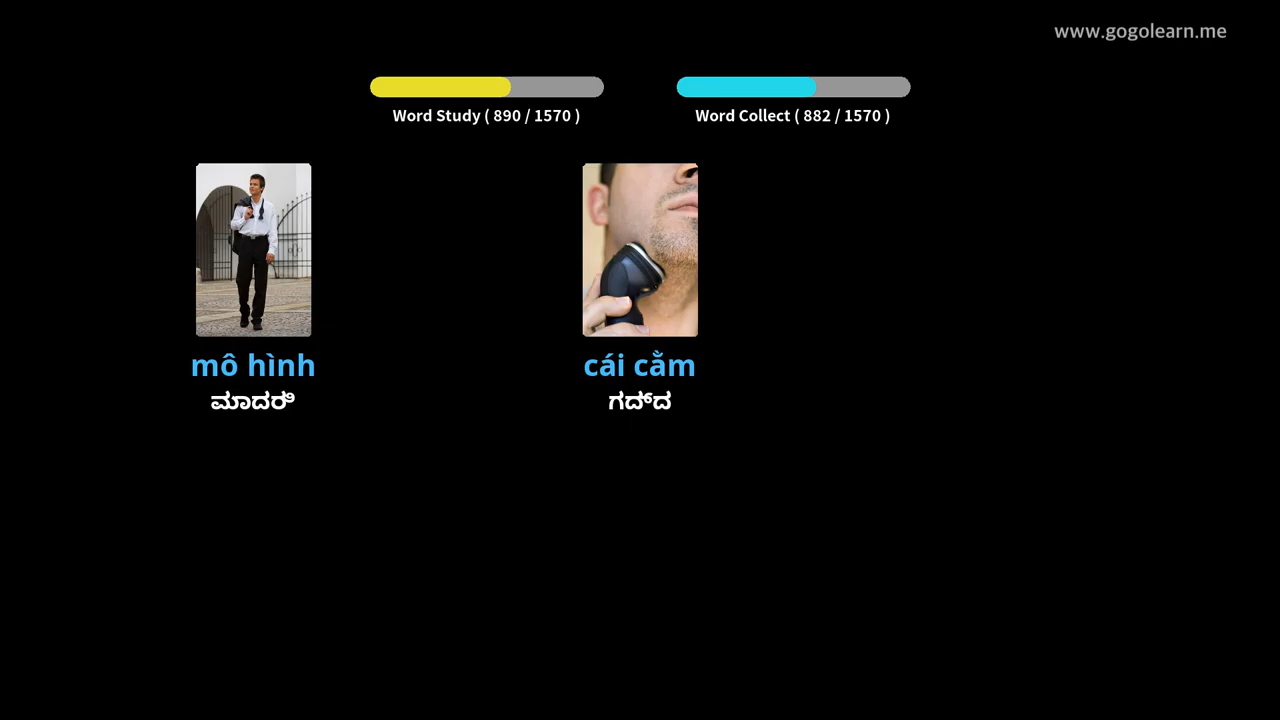 www.gogolearn.me
Word Study ( 890 / 1570 )
Word Collect ( 882 / 1570 )
mô hình
ಮಾದರಿ
cái cằm
ಗದ್ದ